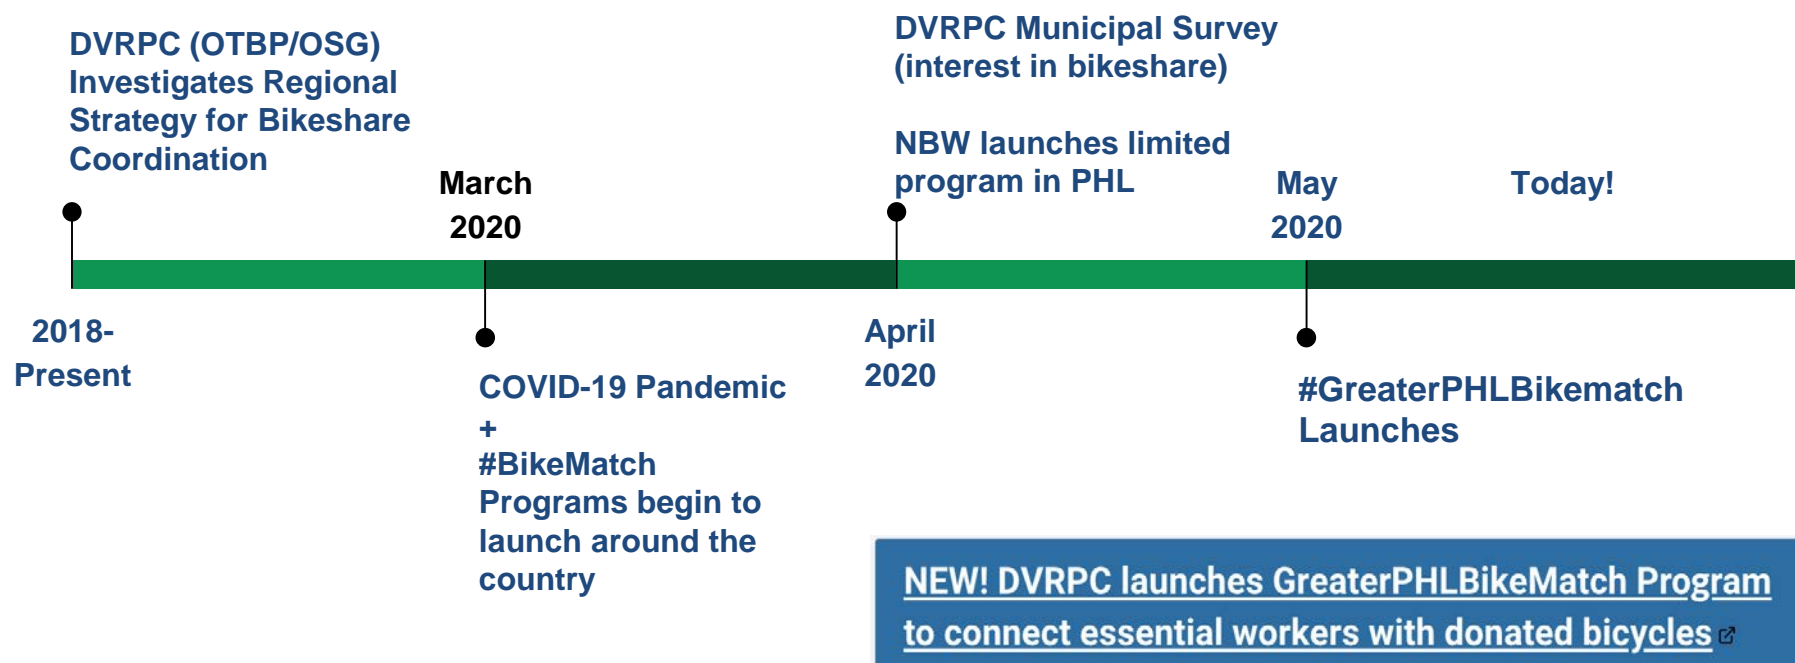 DVRPC (OTBP/OSG)
Investigates Regional
Strategy for Bikeshare
Coordination
2018-
Present
March
2020
COVID-19 Pandemic
+
#BikeMatch
Programs begin to
launch around the
country
DVRPC Municipal Survey
(interest in bikeshare)
NBW launches limited
program in PHL
April
2020
May
2020
#GreaterPHLBikematch
Launches
Today!
NEW! DVRPC launches GreaterPHLBikeMatch Program
to connect essential workers with donated bicycles